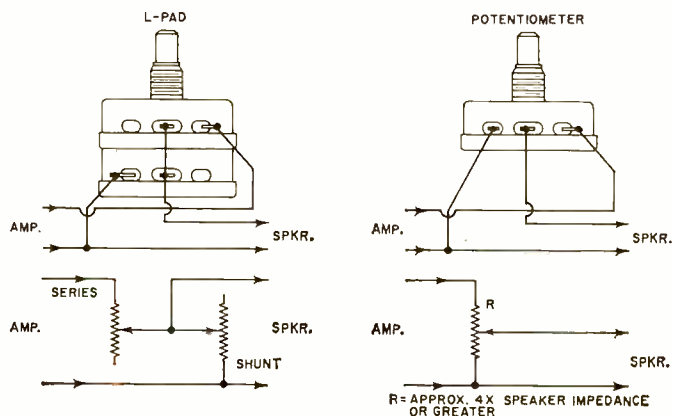 L-PAD
POTENTIOMETER
AMP.
SPKR.
AMP.
SPKR.
SERIES
AMP.
SPKR.
SHUNT
R
AMP.
SPKR.
R= APPROX. 4X SPEAKER IMPEDANCE
OR GREATER